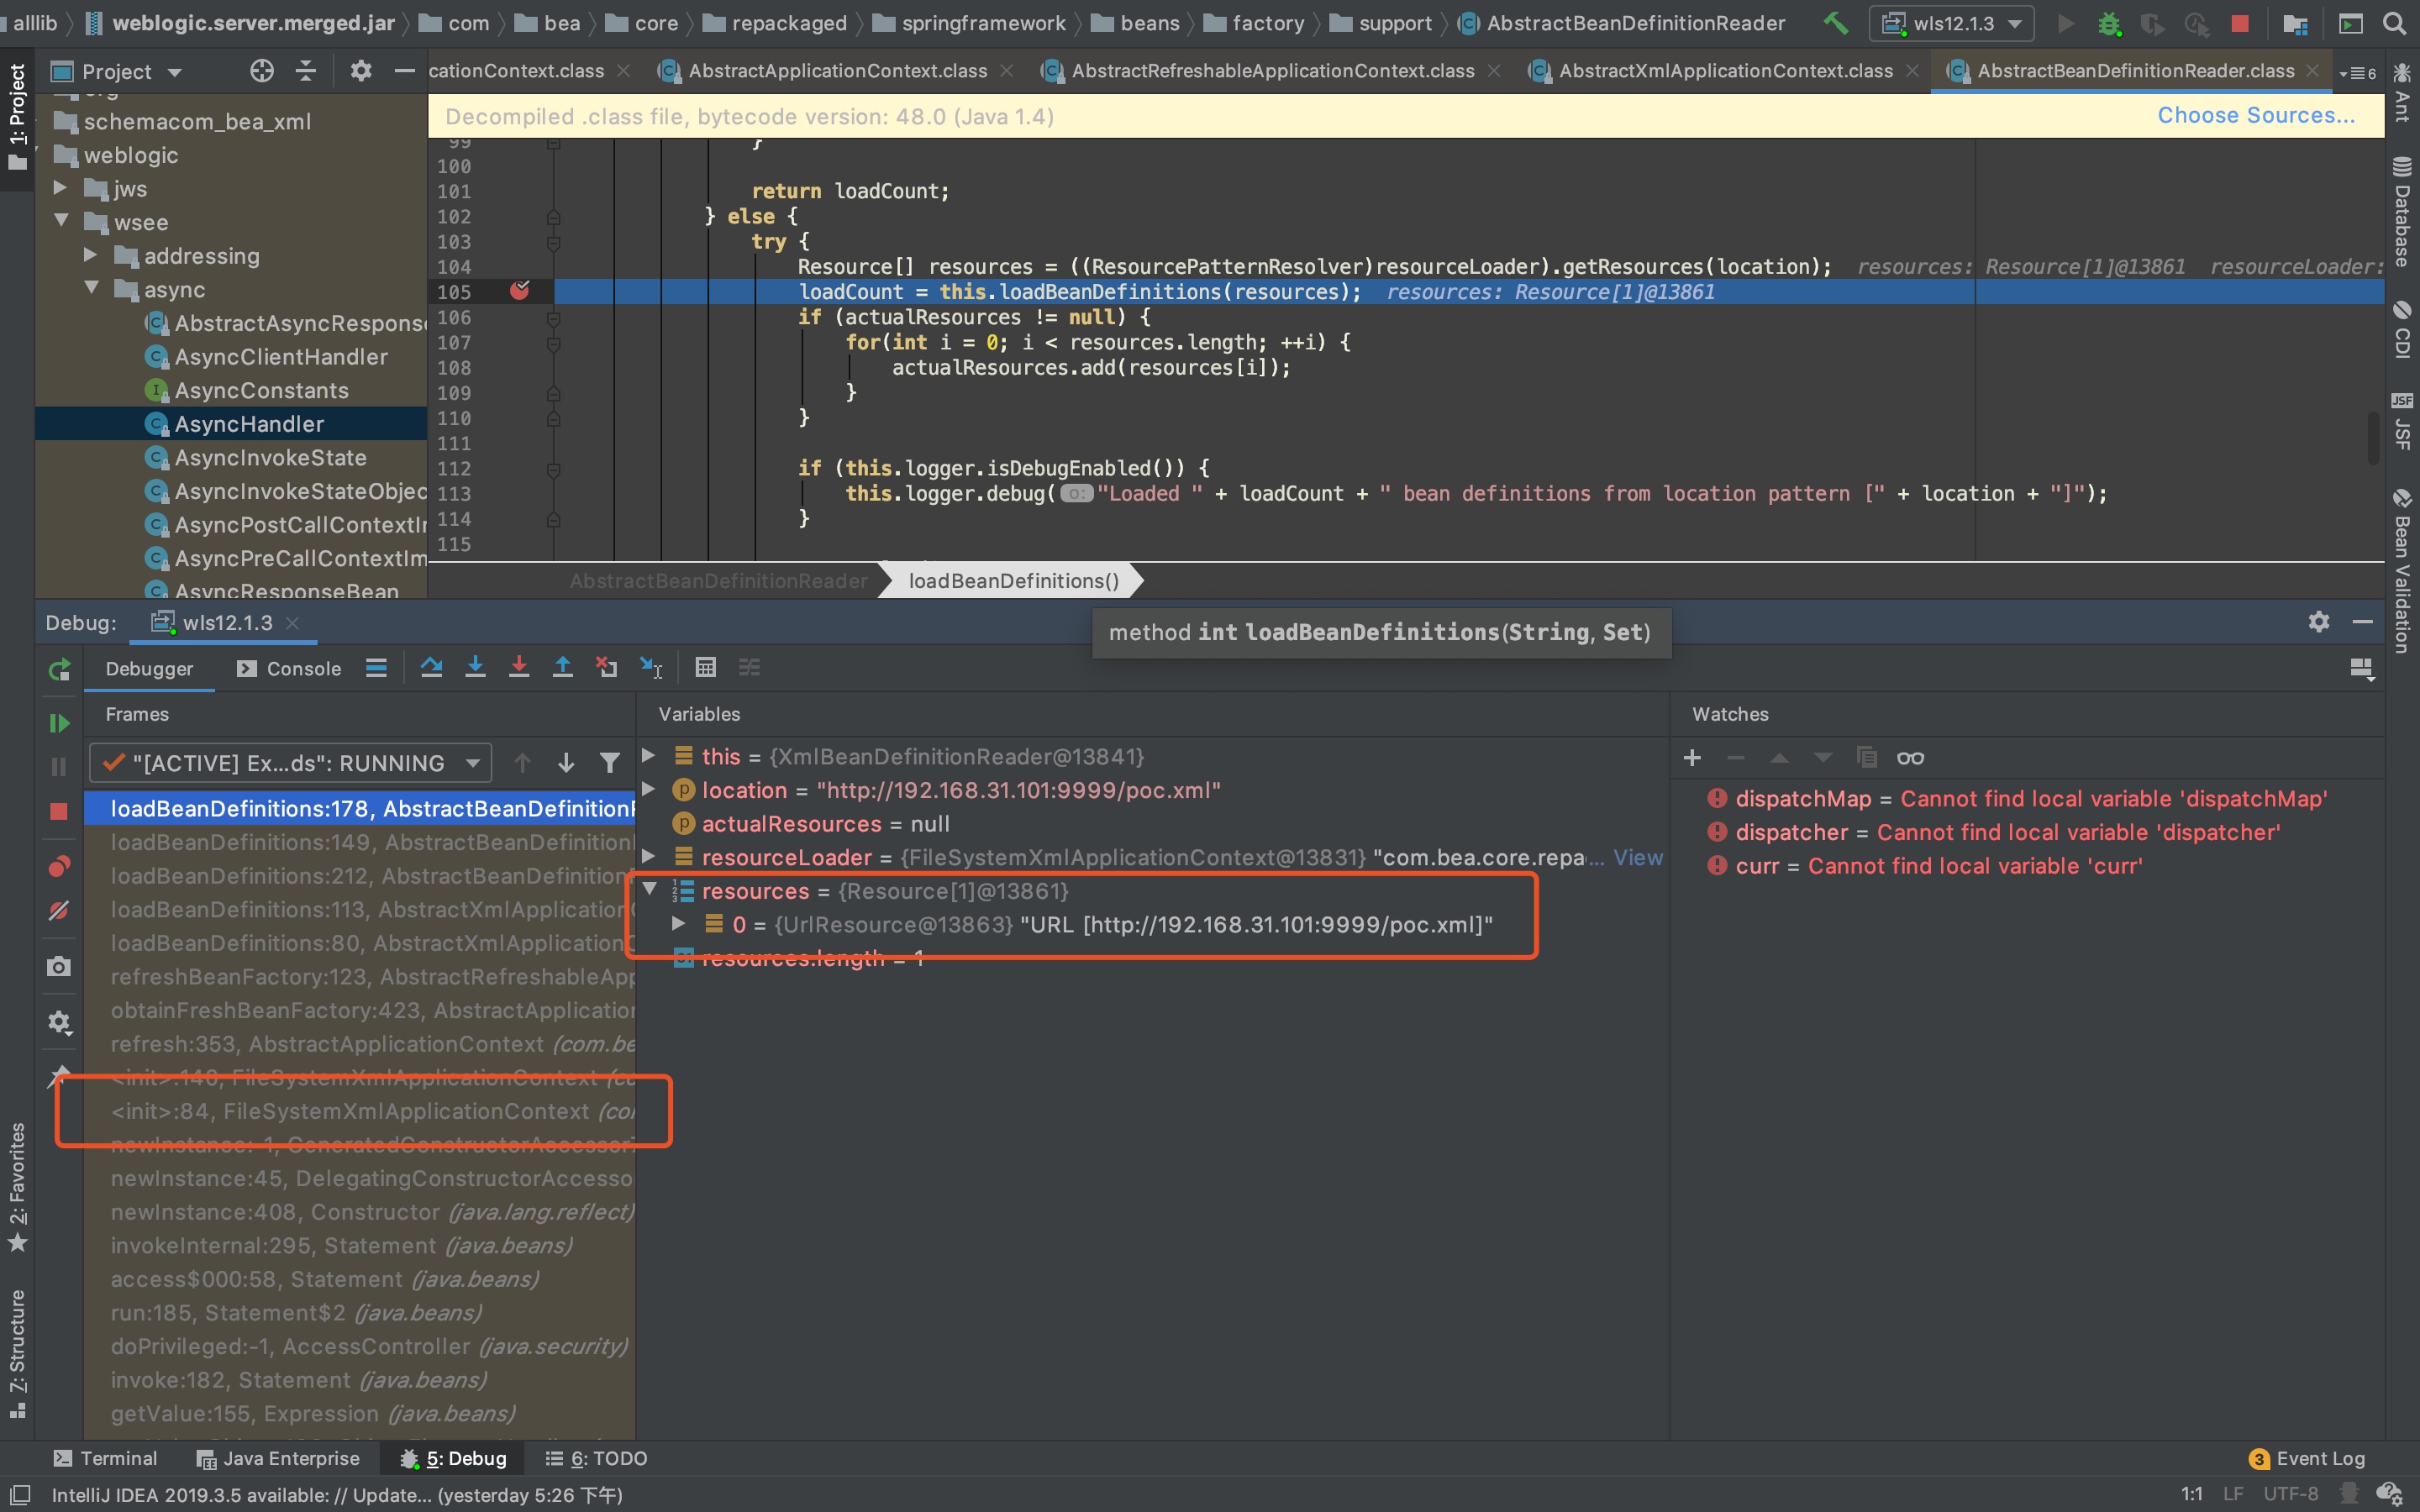 alllib weblogic.server.merged.jar com bea core repackaged springframework beans factory support AbstractBeanDefinitionReader wls12.1.3
1: Project
Project
cationContext.class AbstractApplicationContext.class AbstractRefreshableApplicationContext.class AbstractXmlApplicationContext.class AbstractBeanDefinitionReader.class 6
org
schemacom_bea_xml
weblogic
jws
wsee
addressing
async
AbstractAsyncRespons
AsyncClientHandler
AsyncConstants
AsyncHandler
AsyncInvokeState
AsyncInvokeStateObjec
AsyncPostCallContextIm
AsyncPreCallContextIm
AsyncResponseBean
Decompiled .class file, bytecode version: 48.0 (Java 1.4) Choose Sources...
99 }
100
101 return loadCount;
102 } else {
103 try {
104 Resource[] resources = ((ResourcePatternResolver)resourceLoader).getResources(location); resources: Resource[1]@13861 resourceLoader:
105 loadCount = this.loadBeanDefinitions(resources); resources: Resource[1]@13861
106 if (actualResources != null) {
107 for(int i = 0; i < resources.length; ++i) {
108 actualResources.add(resources[i]);
109 }
110 }
111
112 if (this.logger.isDebugEnabled()) {
113 this.logger.debug( o: "Loaded " + loadCount + " bean definitions from location pattern [" + location + "]");
114 }
115
AbstractBeanDefinitionReader loadBeanDefinitions()
method int loadBeanDefinitions(String, Set)
Ant
Database
CDI
JSF
JSF
Bean Validation
Debug: wls12.1.3
Debugger Console
Frames
"[ACTIVE] Ex...ds": RUNNING
loadBeanDefinitions:178, AbstractBeanDefinitionR
loadBeanDefinitions:149, AbstractBeanDefinition
loadBeanDefinitions:212, AbstractBeanDefinition
loadBeanDefinitions:113, AbstractXmlApplication
loadBeanDefinitions:80, AbstractXmlApplication
refreshBeanFactory:123, AbstractRefreshableApp
obtainFreshBeanFactory:423, AbstractApplication
refresh:353, AbstractApplicationContext (com.be
<init>:140, FileSystemXmlApplicationContext (co
<init>:84, FileSystemXmlApplicationContext (co
newInstance:-1, GeneratedConstructorAccessor
newInstance:45, DelegatingConstructorAccesso
newInstance:408, Constructor (java.lang.reflect)
invokeInternal:295, Statement (java.beans)
access$000:58, Statement (java.beans)
run:185, Statement$2 (java.beans)
doPrivileged:-1, AccessController (java.security)
invoke:182, Statement (java.beans)
getValue:155, Expression (java.beans)
Variables
this = {XmlBeanDefinitionReader@13841}
location = "http://192.168.31.101:9999/poc.xml"
actualResources = null
resourceLoader = {FileSystemXmlApplicationContext@13831} "com.bea.core.repa... View
resources = {Resource[1]@13861}
0 = {UrlResource@13863} "URL [http://192.168.31.101:9999/poc.xml]"
resources.length = 1
Watches
dispatchMap = Cannot find local variable 'dispatchMap'
dispatcher = Cannot find local variable 'dispatcher'
curr = Cannot find local variable 'curr'
2: Favorites
7: Structure
Terminal Java Enterprise 5: Debug 6: TODO 3 Event Log
IntelliJ IDEA 2019.3.5 available: // Update... (yesterday 5:26 下午) 1:1 LF UTF-8